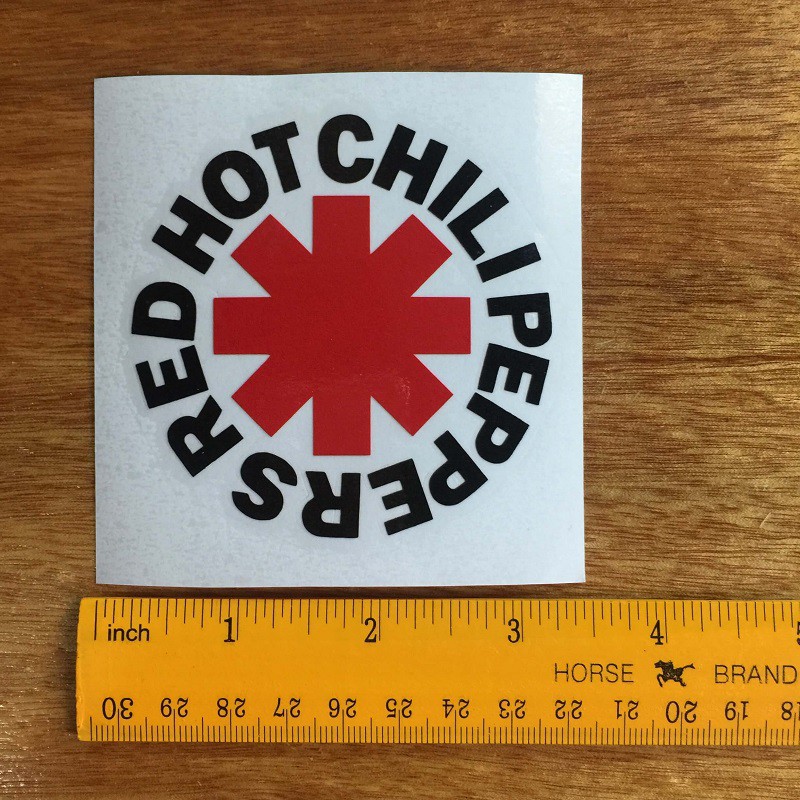 RED HOT CHILI PEPPERS
inch 1 2 3 4 5
HORSE BRAND
30 29 28 27 26 25 24 23 22 21 20 19 18